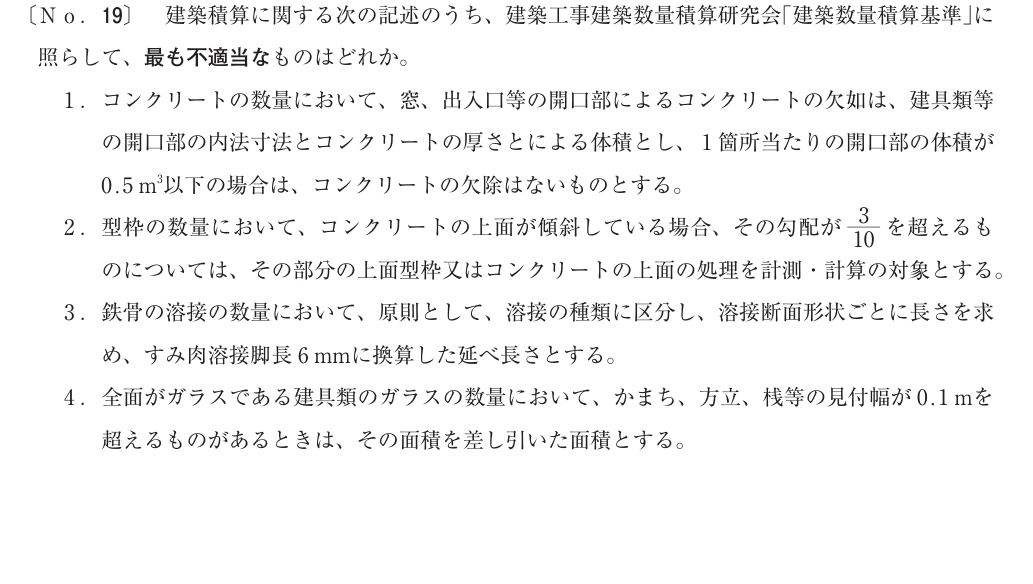 〔Ｎｏ．19〕　建築積算に関する次の記述のうち、建築工事建築数量積算研究会「建築数量積算基準」に
照らして、最も不適当なものはどれか。
１．コンクリートの数量において、窓、出入口等の開口部によるコンクリートの欠如は、建具類等
の開口部の内法寸法とコンクリートの厚さとによる体積とし、１箇所当たりの開口部の体積が
0.5 m³以下の場合は、コンクリートの欠除はないものとする。
２．型枠の数量において、コンクリートの上面が傾斜している場合、その勾配が 3/10 を超えるも
のについては、その部分の上面型枠又はコンクリートの上面の処理を計測・計算の対象とする。
３．鉄骨の溶接の数量において、原則として、溶接の種類に区分し、溶接断面形状ごとに長さを求
め、すみ肉溶接脚長６mmに換算した延べ長さとする。
４．全面がガラスである建具類のガラスの数量において、かまち、方立、桟等の見付幅が 0.1 mを
超えるものがあるときは、その面積を差し引いた面積とする。